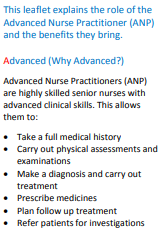 This leaflet explains the role of the
Advanced Nurse Practitioner (ANP)
and the benefits they bring.
Advanced (Why Advanced?)
Advanced Nurse Practitioners (ANP)
are highly skilled senior nurses with
advanced clinical skills. This allows
them to:
• Take a full medical history
• Carry out physical assessments and
examinations
• Make a diagnosis and carry out
treatment
• Prescribe medicines
• Plan follow up treatment
• Refer patients for investigations